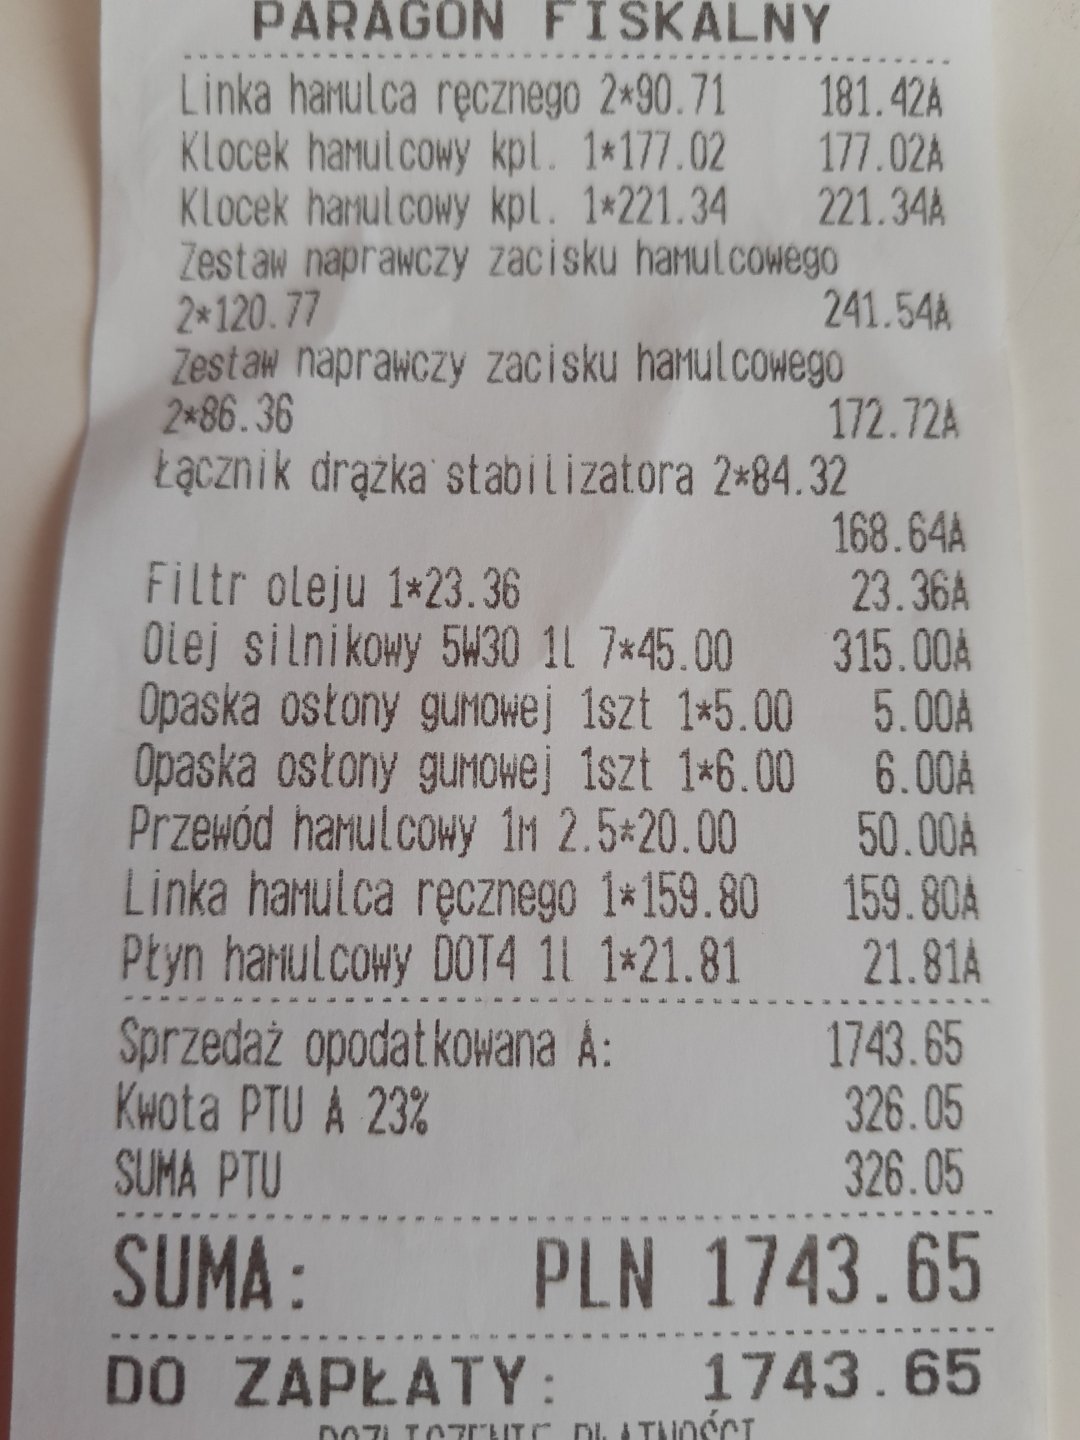 PARAGON FISKALNY
Linka hamulca ręcznego 2*90.71 181.42A
Klocek hamulcowy kpl. 1*177.02 177.02A
Klocek hamulcowy kpl. 1*221.34 221.34A
Zestaw naprawczy zacisku hamulcowego
2*120.77 241.54A
Zestaw naprawczy zacisku hamulcowego
2*86.36 172.72A
Łącznik drążka stabilizatora 2*84.32
168.64A
Filtr oleju 1*23.36 23.36A
Olej silnikowy 5W30 1l 7*45.00 315.00A
Opaska osłony gumowej 1szt 1*5.00 5.00A
Opaska osłony gumowej 1szt 1*6.00 6.00A
Przewód hamulcowy 1m 2.5*20.00 50.00A
Linka hamulca ręcznego 1*159.80 159.80A
Płyn hamulcowy DOT4 1l 1*21.81 21.81A
Sprzedaż opodatkowana A: 1743.65
Kwota PTU A 23% 326.05
SUMA PTU 326.05
SUMA: PLN 1743.65
DO ZAPŁATY: 1743.65
ROZLICZENIE PŁATNOŚCI